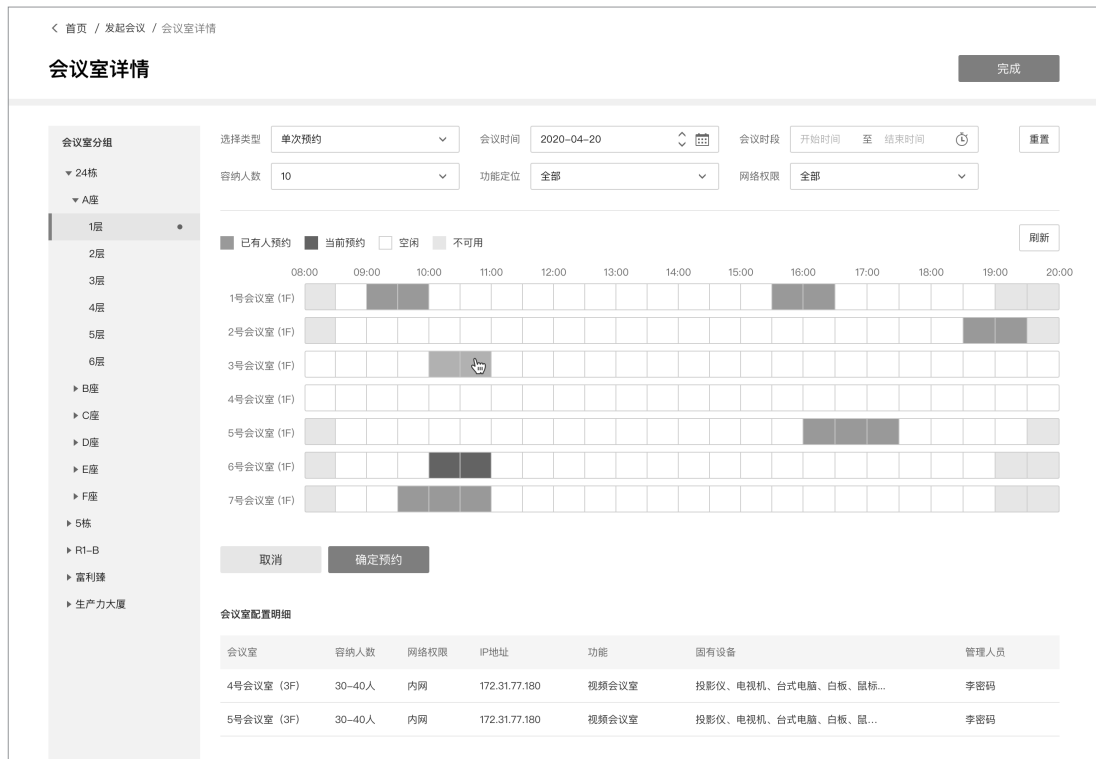 首页 / 发起会议 / 会议室详情
会议室详情
完成
会议室分组
24栋
A座
1层
2层
3层
4层
5层
6层
B座
C座
D座
E座
F座
5栋
R1-B
富利臻
生产力大厦
选择类型 单次预约 会议时间 2020-04-20 会议时段 开始时间 至 结束时间 重置
容纳人数 10 功能定位 全部 网络权限 全部
已有人预约 当前预约 空闲 不可用 刷新
08:00 09:00 10:00 11:00 12:00 13:00 14:00 15:00 16:00 17:00 18:00 19:00 20:00
1号会议室 (1F)
2号会议室 (1F)
3号会议室 (1F)
4号会议室 (1F)
5号会议室 (1F)
6号会议室 (1F)
7号会议室 (1F)
取消 确定预约
会议室配置明细
会议室 容纳人数 网络权限 IP地址 功能 固有设备 管理人员
4号会议室（3F） 30-40人 内网 172.31.77.180 视频会议室 投影仪、电视机、台式电脑、白板、鼠标... 李密码
5号会议室（3F） 30-40人 内网 172.31.77.180 视频会议室 投影仪、电视机、台式电脑、白板、鼠... 李密码